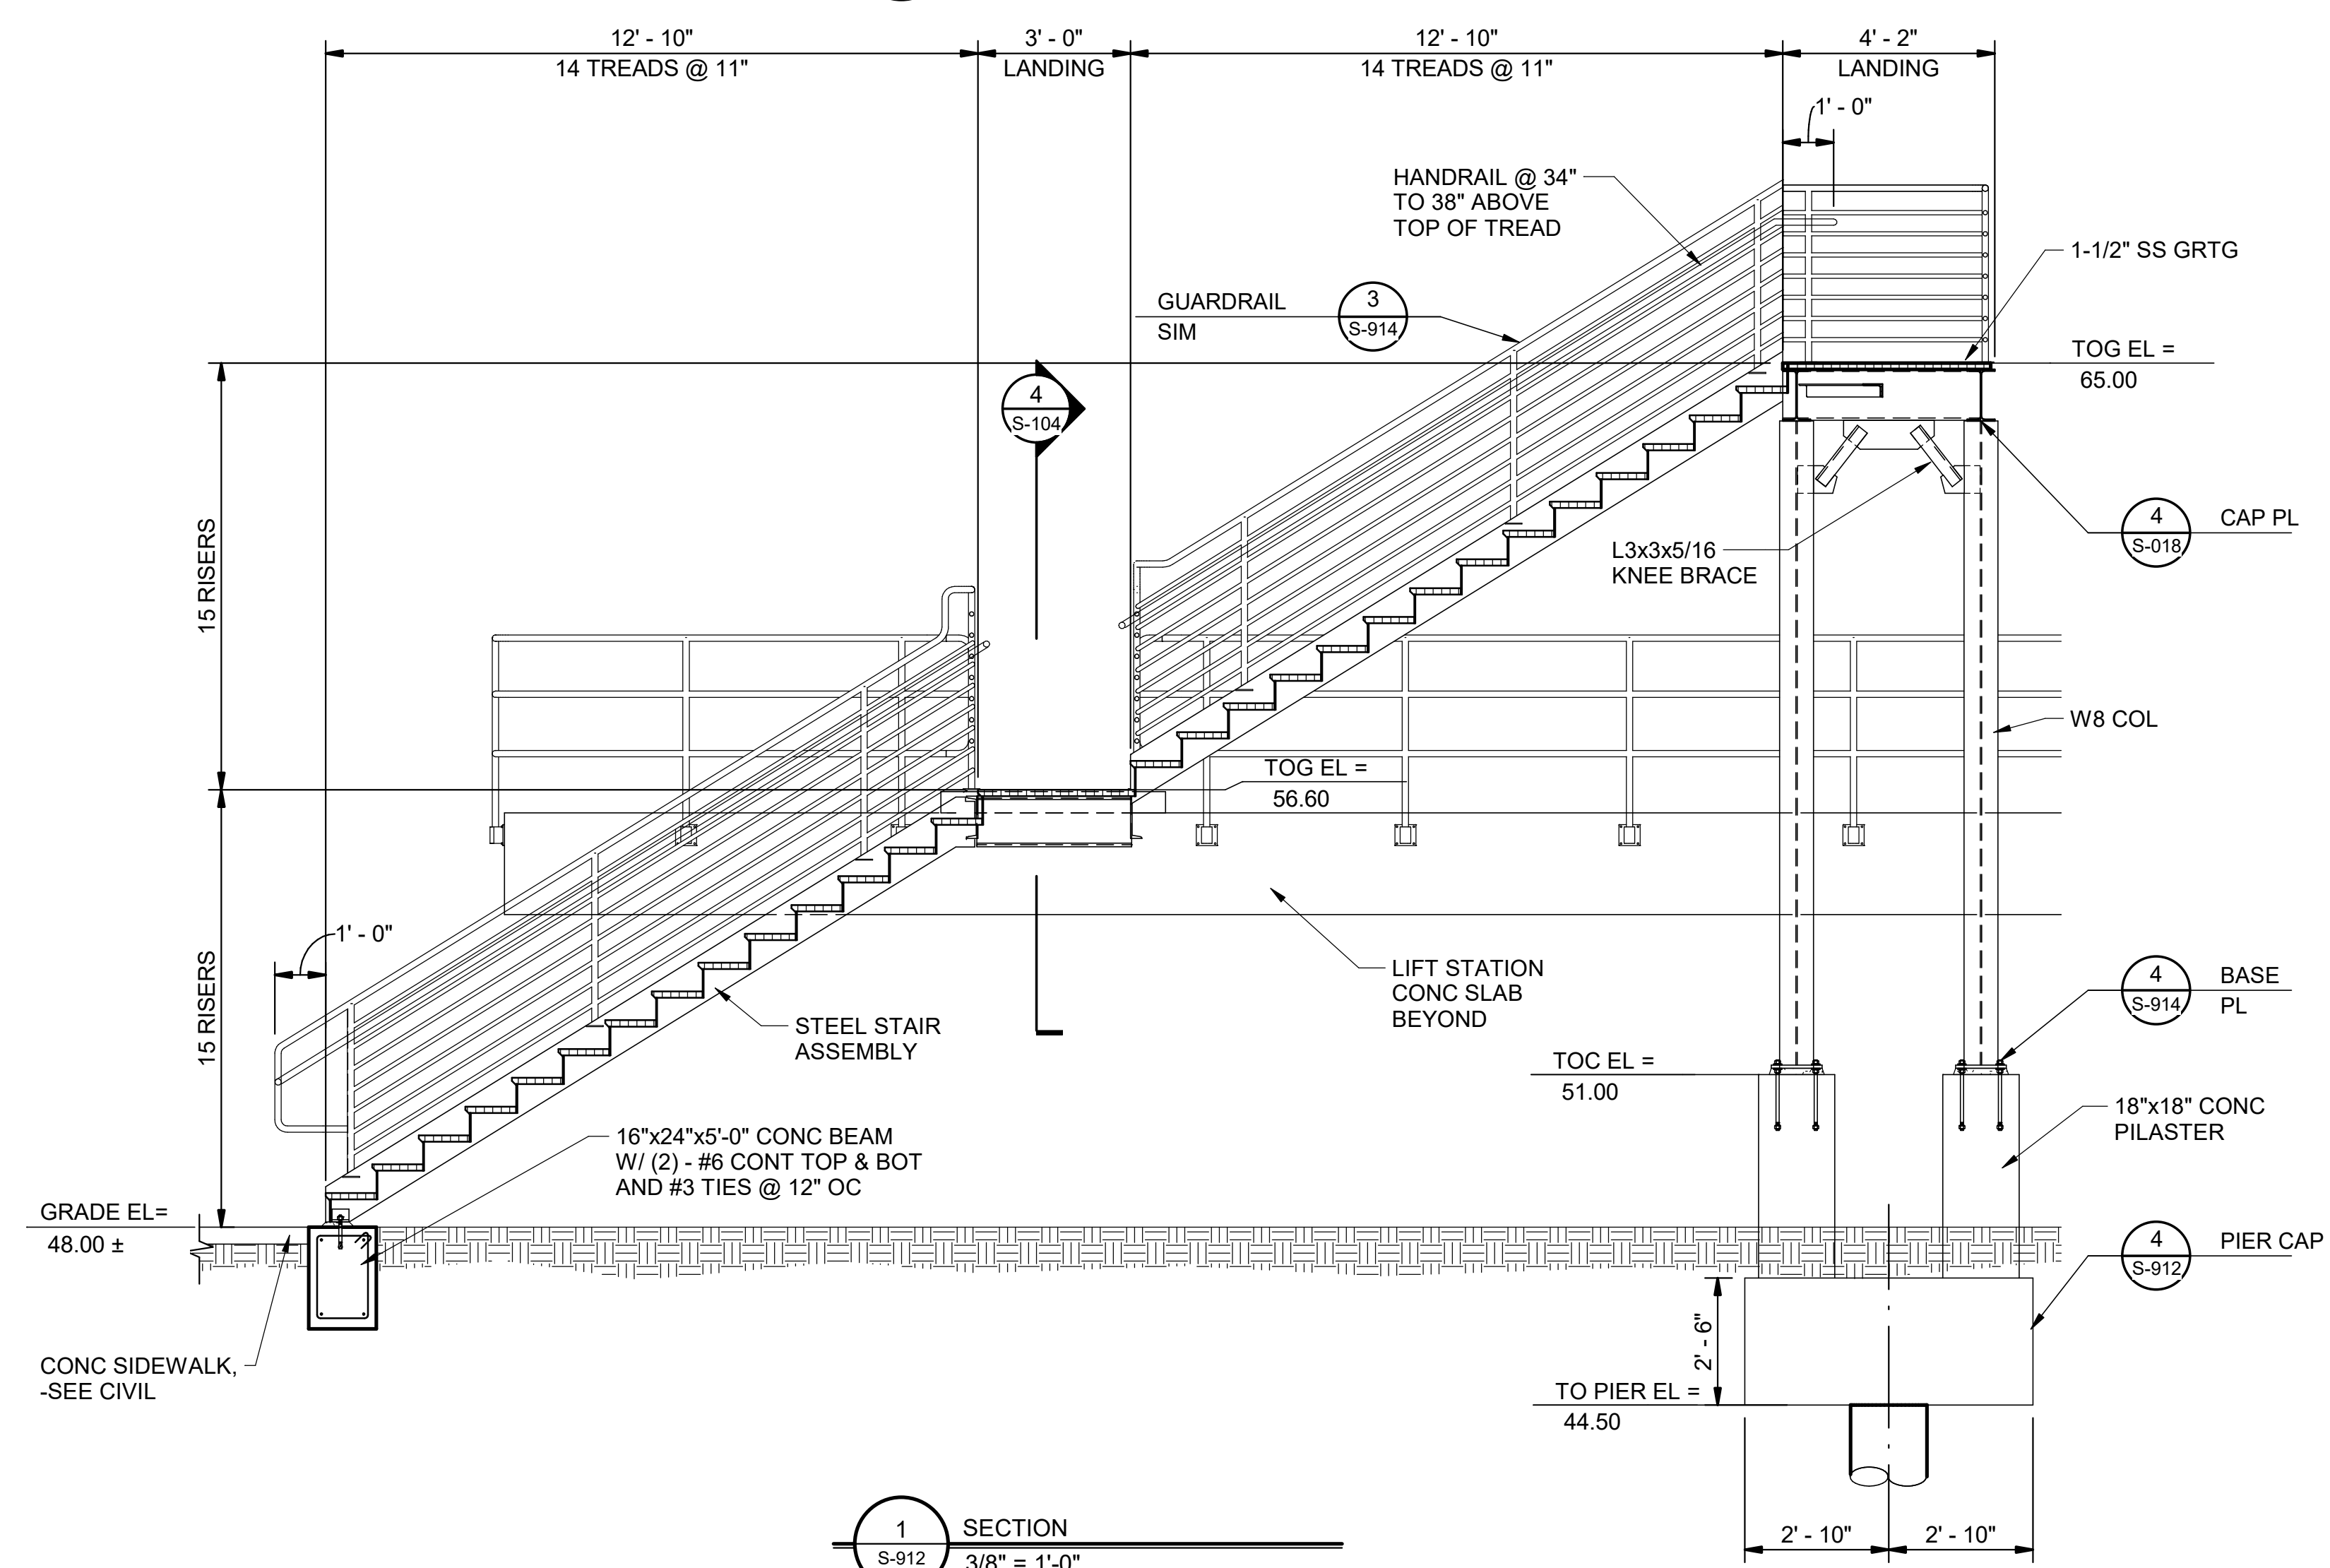 12' - 10"
14 TREADS @ 11"
3' - 0"
LANDING
12' - 10"
14 TREADS @ 11"
4' - 2"
LANDING
1' - 0"
HANDRAIL @ 34"
TO 38" ABOVE
TOP OF TREAD
1-1/2" SS GRTG
GUARDRAIL
SIM
3
S-914
TOG EL =
65.00
4
S-104
15 RISERS
4
S-018
CAP PL
L3x3x5/16
KNEE BRACE
W8 COL
TOG EL =
56.60
1' - 0"
15 RISERS
LIFT STATION
CONC SLAB
BEYOND
4
S-914
BASE
PL
STEEL STAIR
ASSEMBLY
TOC EL =
51.00
18"x18" CONC
PILASTER
16"x24"x5'-0" CONC BEAM
W/ (2) - #6 CONT TOP & BOT
AND #3 TIES @ 12" OC
GRADE EL=
48.00 ±
4
S-912
PIER CAP
2' - 6"
CONC SIDEWALK,
-SEE CIVIL
TO PIER EL =
44.50
1
S-912
SECTION
3/8" = 1'-0"
2' - 10"
2' - 10"